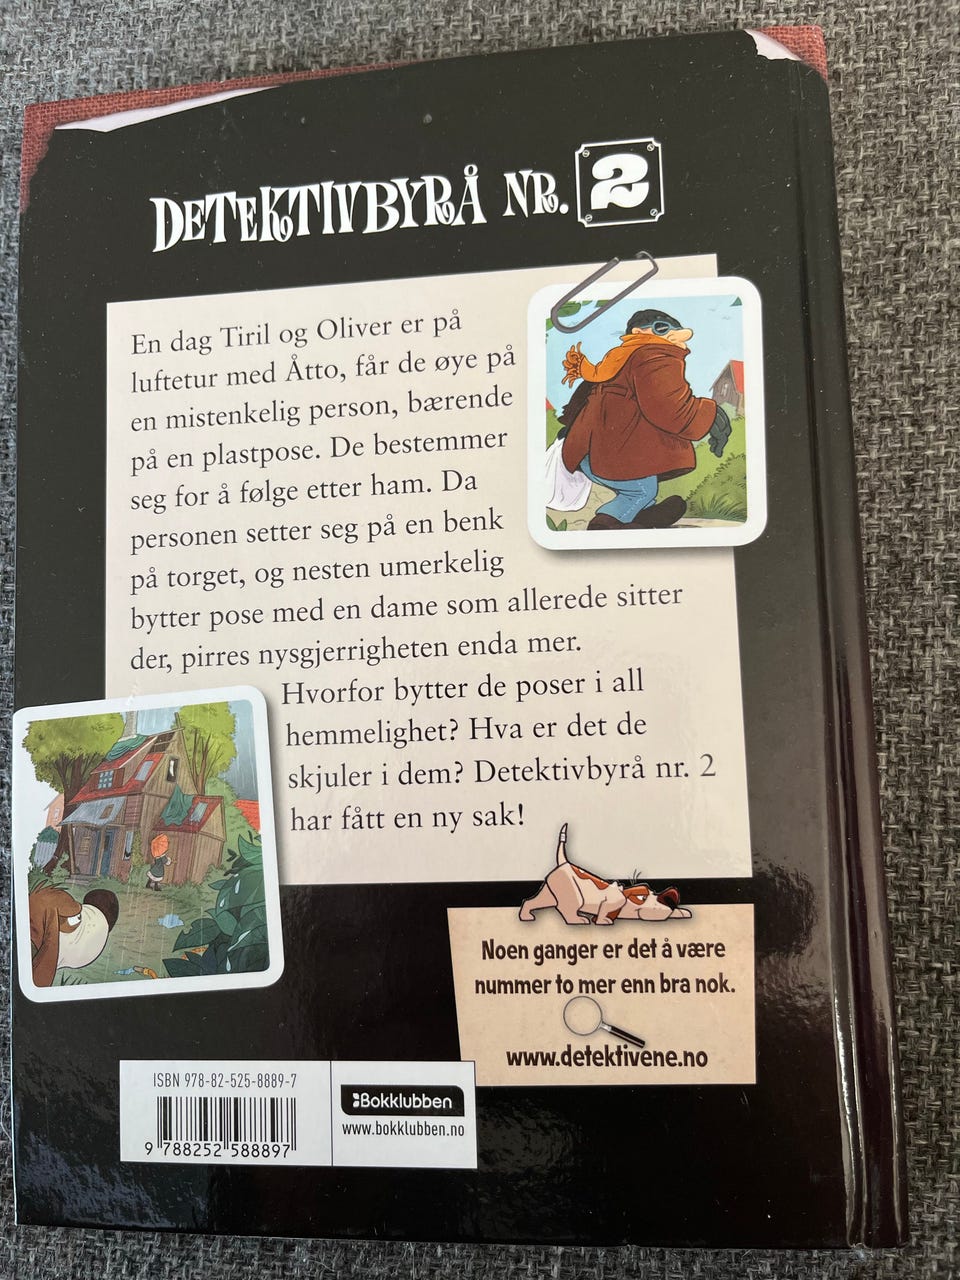 DETEKTIVBYRÅ NR. 2
En dag Tiril og Oliver er på
luftetur med Åtto, får de øye på
en mistenkelig person, bærende
på en plastpose. De bestemmer
seg for å følge etter ham. Da
personen setter seg på en benk
på torget, og nesten umerkelig
bytter pose med en dame som allerede sitter
der, pirres nysgjerrigheten enda mer.
Hvorfor bytter de poser i all
hemmelighet? Hva er det de
skjuler i dem? Detektivbyrå nr. 2
har fått en ny sak!
Noen ganger er det å være
nummer to mer enn bra nok.
www.detektivene.no
ISBN 978-82-525-8889-7
9 788252 588897
Bokklubben
www.bokklubben.no